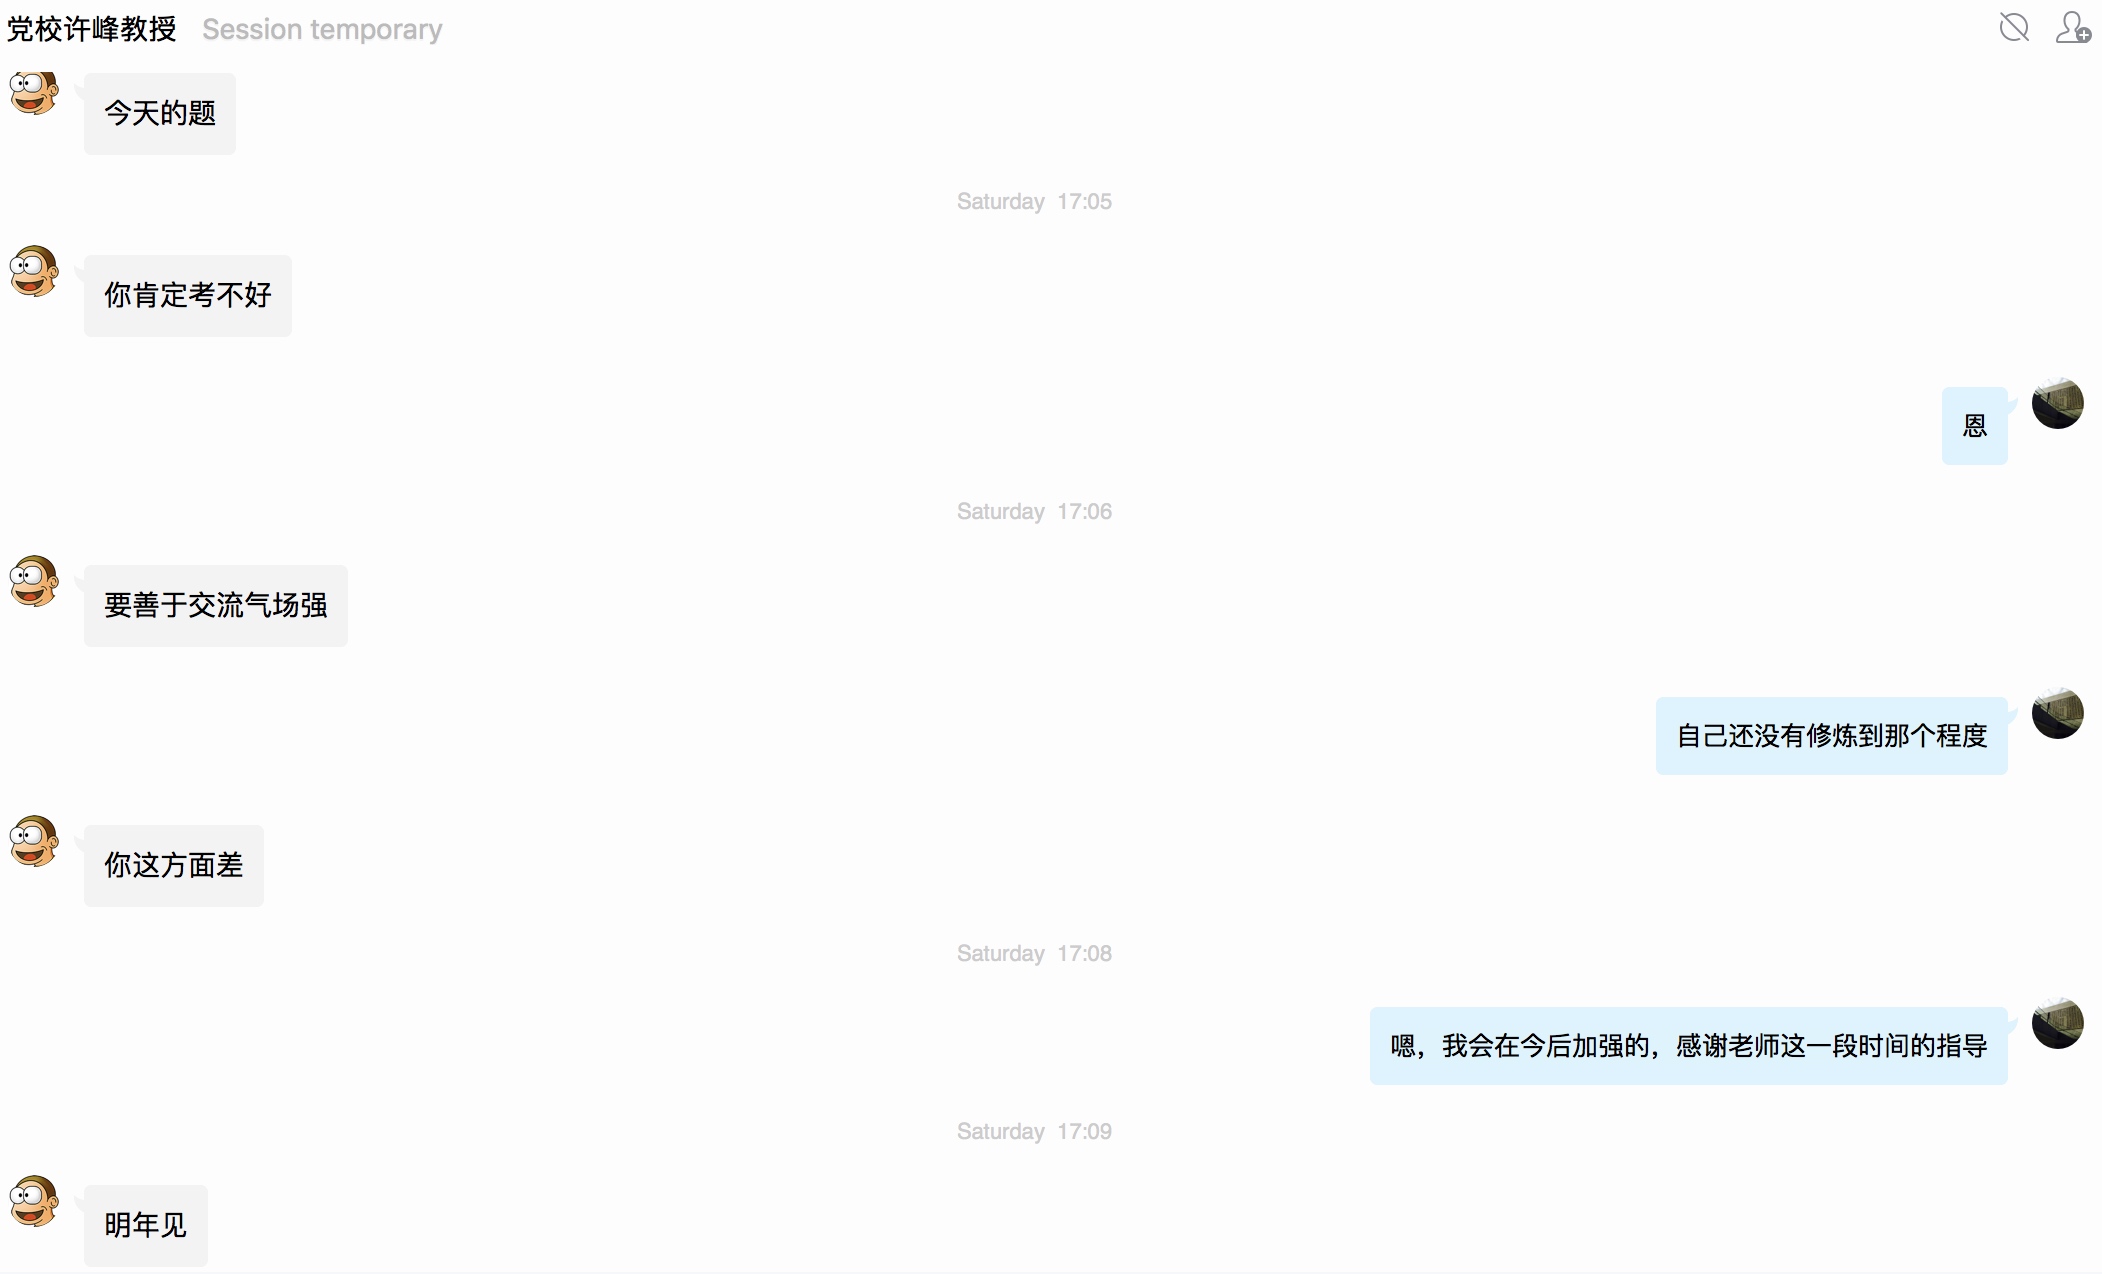 党校许峰教授 Session temporary
今天的题
Saturday 17:05
你肯定考不好
恩
Saturday 17:06
要善于交流气场强
自己还没有修炼到那个程度
你这方面差
Saturday 17:08
嗯，我会在今后加强的，感谢老师这一段时间的指导
Saturday 17:09
明年见